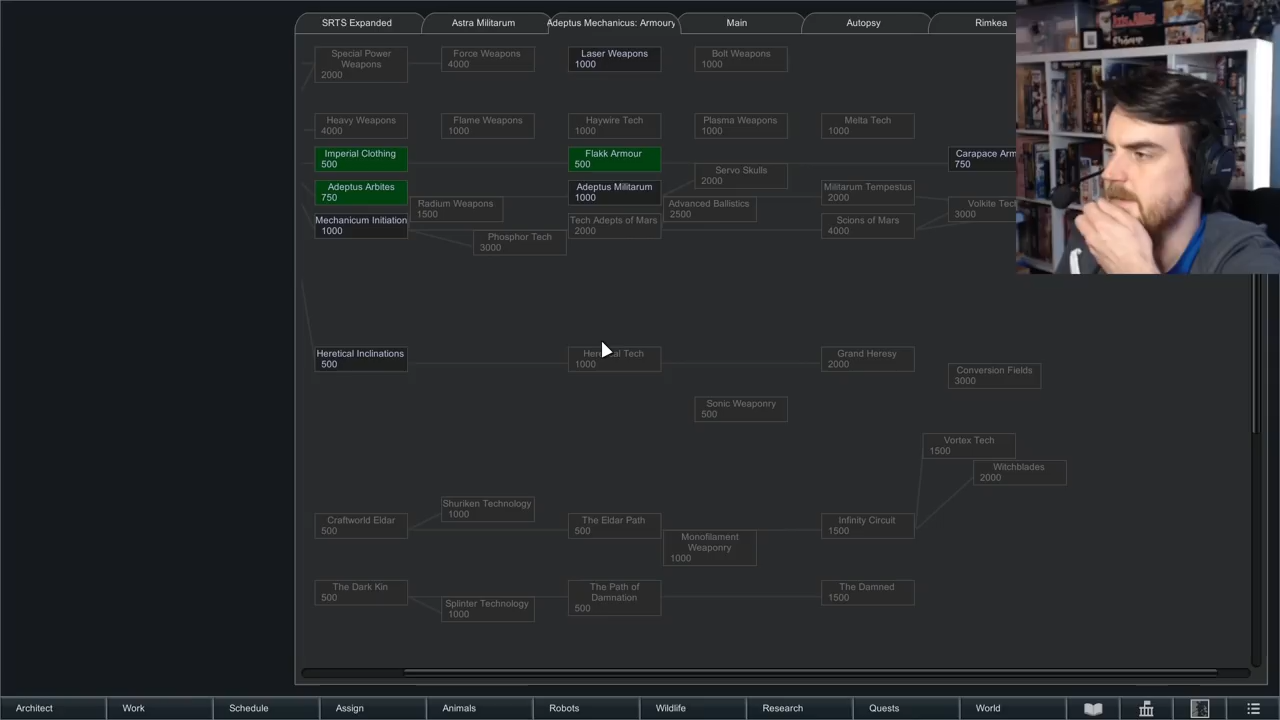 SRTS Expanded
Astra Militarum
Adeptus Mechanicus: Armoury
Main
Autopsy
Rimkea
Special Power
Weapons
2000
Force Weapons
4000
Laser Weapons
1000
Bolt Weapons
1000
Heavy Weapons
4000
Flame Weapons
1000
Haywire Tech
1000
Plasma Weapons
1000
Melta Tech
1000
Imperial Clothing
500
Flakk Armour
500
Carapace Arm
750
Servo Skulls
2000
Adeptus Arbites
750
Adeptus Militarum
1000
Militarum Tempestus
2000
Radium Weapons
1500
Advanced Ballistics
2500
Volkite Tech
3000
Mechanicum Initiation
1000
Tech Adepts of Mars
2000
Scions of Mars
4000
Phosphor Tech
3000
Heretical Inclinations
500
Heretical Tech
1000
Grand Heresy
2000
Conversion Fields
3000
Sonic Weaponry
500
Vortex Tech
1500
Witchblades
2000
Shuriken Technology
1000
Craftworld Eldar
500
The Eldar Path
500
Infinity Circuit
1500
Monofilament
Weaponry
1000
The Dark Kin
500
The Path of
Damnation
500
The Damned
1500
Splinter Technology
1000
Architect
Work
Schedule
Assign
Animals
Robots
Wildlife
Research
Quests
World